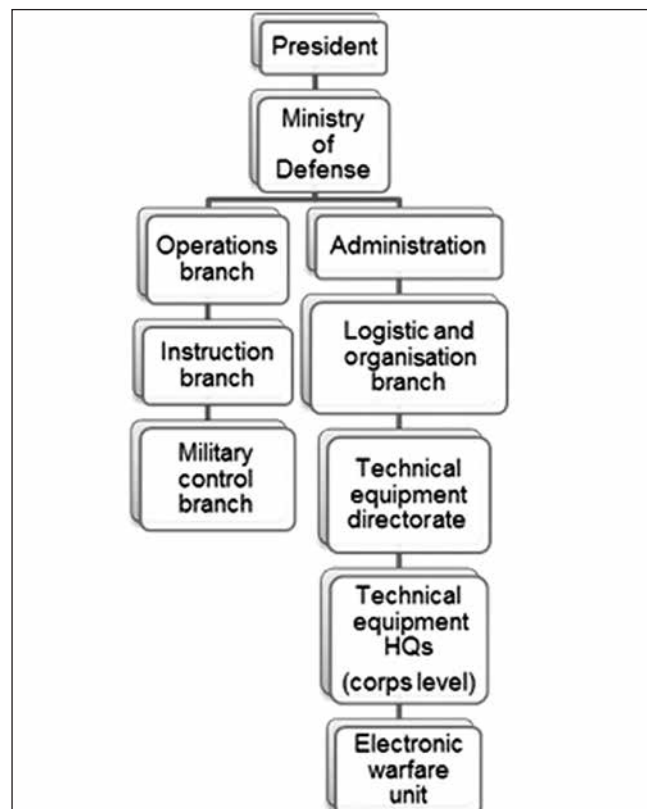 President
Ministry
of
Defense
Operations
branch
Administration
Instruction
branch
Logistic and
organisation
branch
Military
control
branch
Technical
equipment
directorate
Technical
equipment
HQs
(corps level)
Electronic
warfare
unit